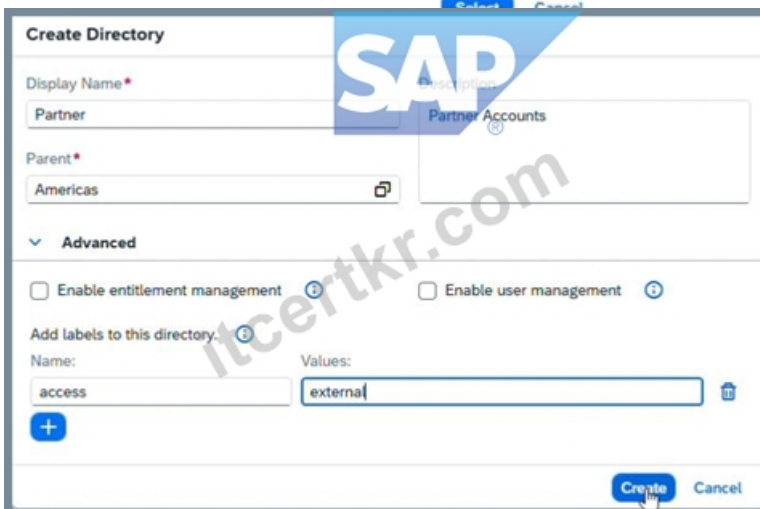 Select Cancel
Create Directory
SAP
Display Name*
Description
Partner
Partner Accounts
®
Parent*
Americas
Advanced
Enable entitlement management
Enable user management
Add labels to this directory.
Name:
Values:
access
external
Create Cancel
itcertkr.com